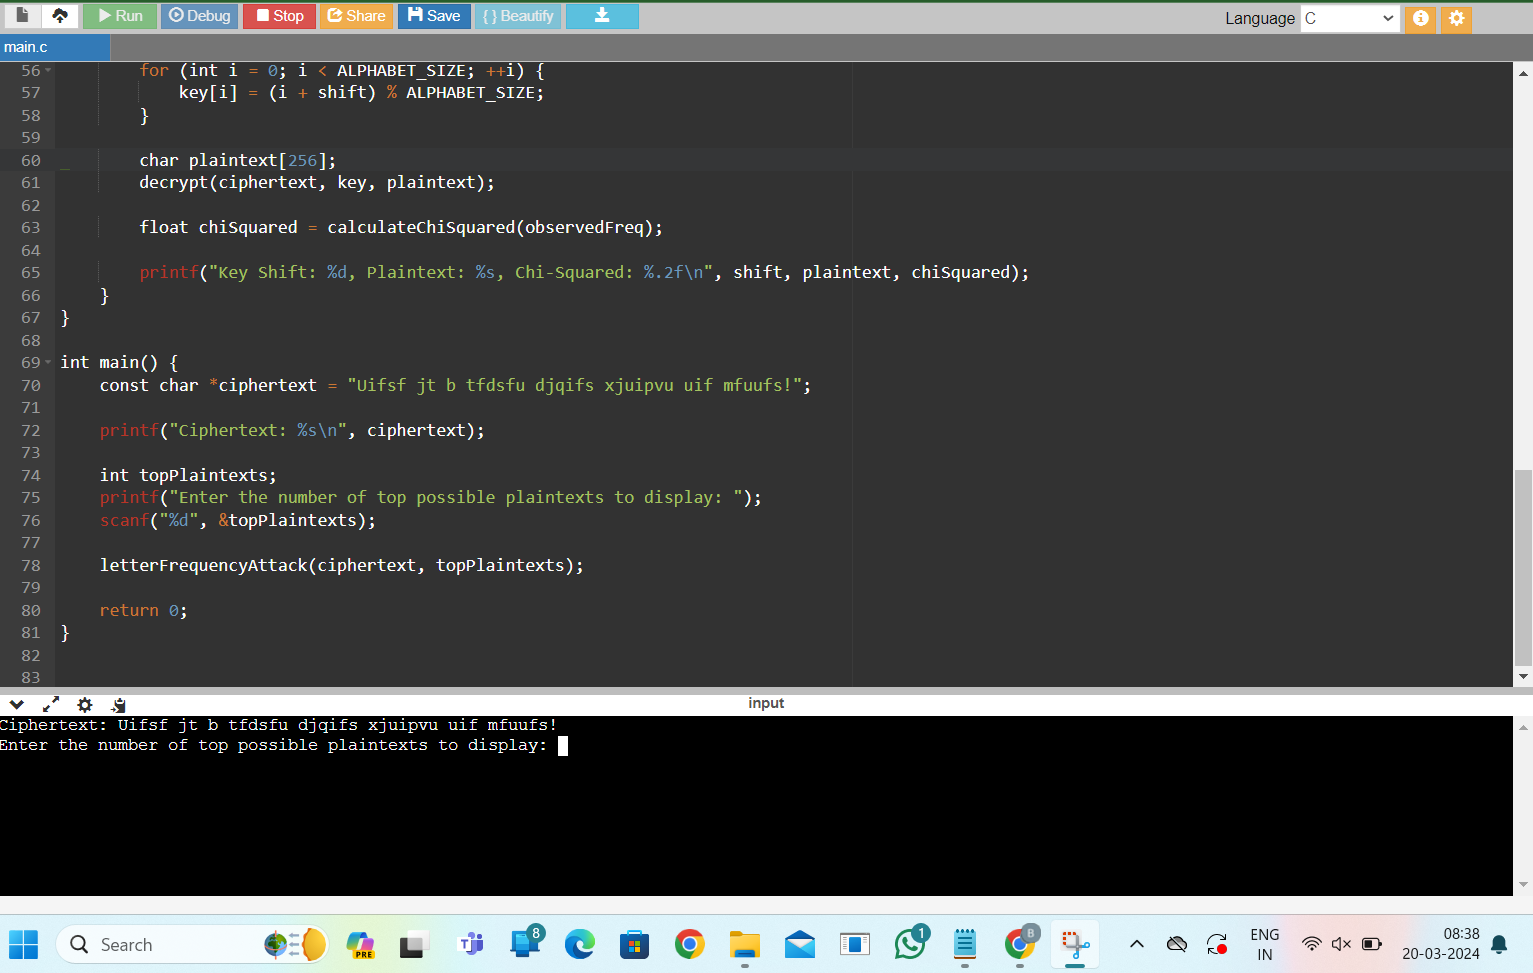 Run Debug Stop Share Save {} Beautify Language C
main.c
56 for (int i = 0; i < ALPHABET_SIZE; ++i) {
57 key[i] = (i + shift) % ALPHABET_SIZE;
58 }
59
60 char plaintext[256];
61 decrypt(ciphertext, key, plaintext);
62
63 float chiSquared = calculateChiSquared(observedFreq);
64
65 printf("Key Shift: %d, Plaintext: %s, Chi-Squared: %.2f\n", shift, plaintext, chiSquared);
66 }
67 }
68
69 int main() {
70 const char *ciphertext = "Uifsf jt b tfdsfu djqifs xjuipvu uif mfuufs!";
71
72 printf("Ciphertext: %s\n", ciphertext);
73
74 int topPlaintexts;
75 printf("Enter the number of top possible plaintexts to display: ");
76 scanf("%d", &topPlaintexts);
77
78 letterFrequencyAttack(ciphertext, topPlaintexts);
79
80 return 0;
81 }
82
83
input
Ciphertext: Uifsf jt b tfdsfu djqifs xjuipvu uif mfuufs!
Enter the number of top possible plaintexts to display:
Search PRE 8 1 B ENG 08:38
IN 20-03-2024